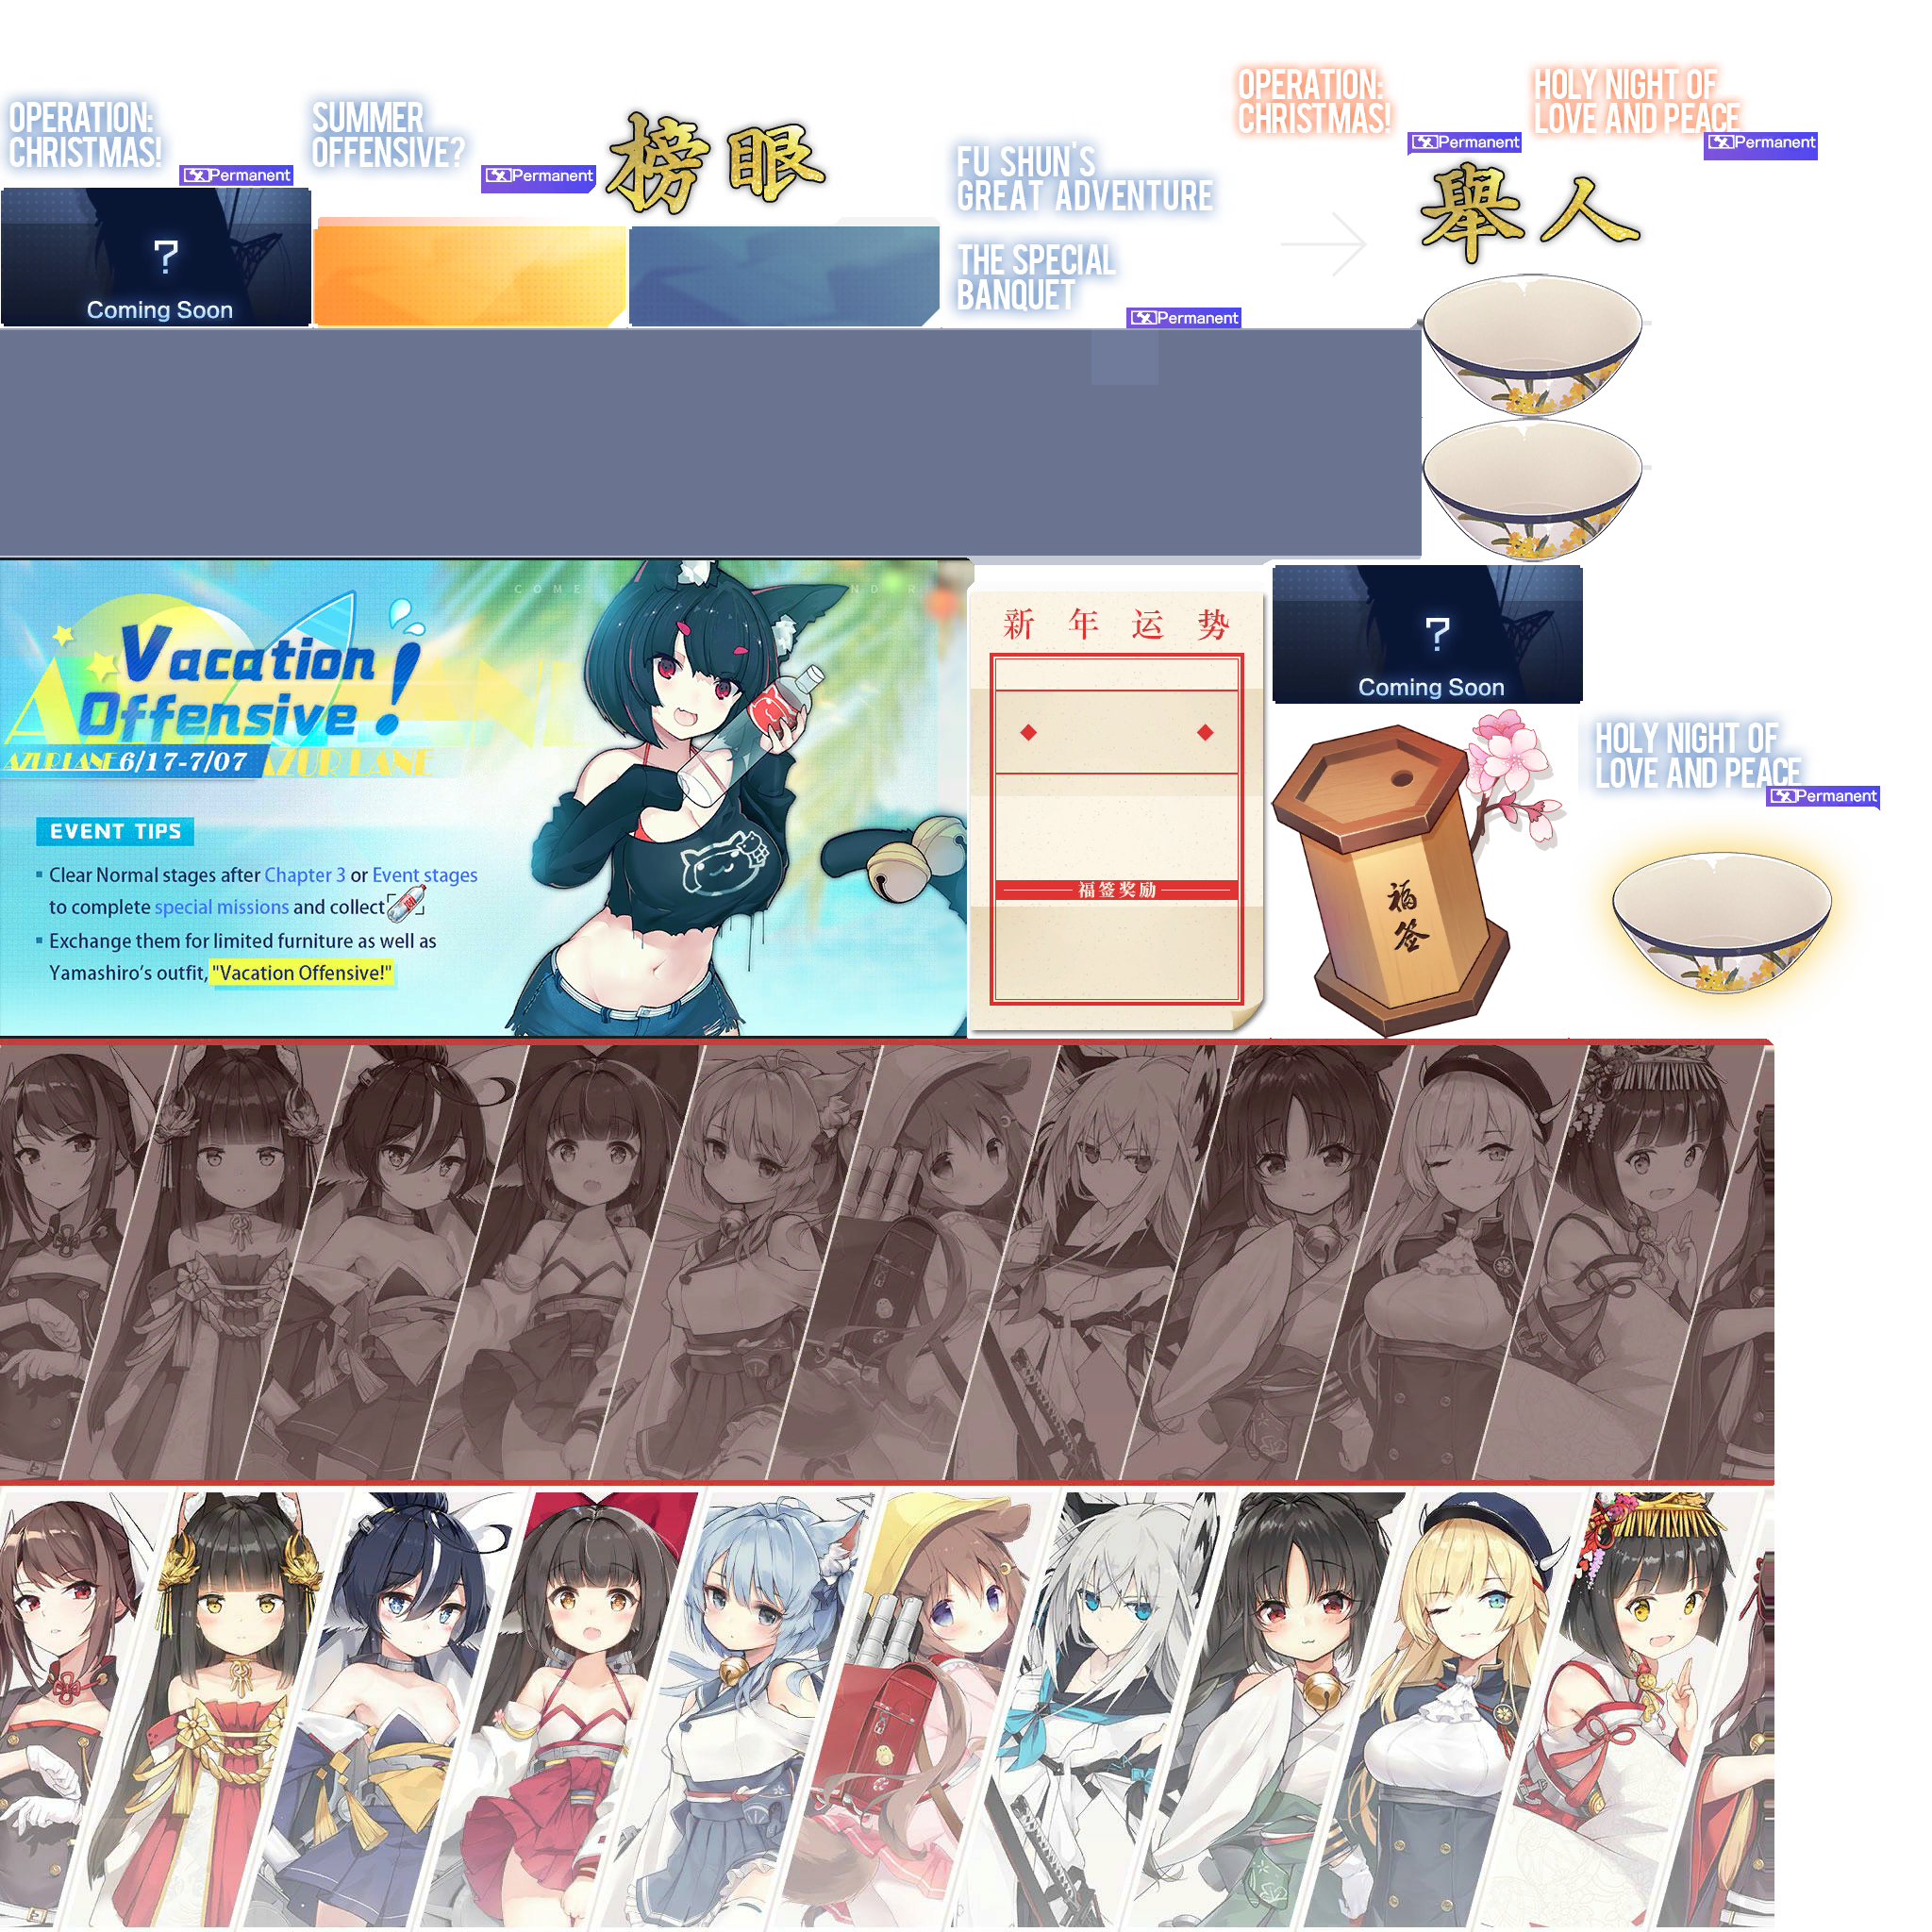 OPERATION:
CHRISTMAS!
Permanent
SUMMER
OFFENSIVE?
Permanent
榜眼
FU SHUN'S
GREAT ADVENTURE
THE SPECIAL
BANQUET
Permanent
OPERATION:
CHRISTMAS!
Permanent
HOLY NIGHT OF
LOVE AND PEACE
Permanent
舉人
?
Coming Soon
COME
Vacation
Offensive!
AZUR LANE 6/17-7/07 AZUR LANE
EVENT TIPS
Clear Normal stages after Chapter 3 or Event stages
to complete special missions and collect
Exchange them for limited furniture as well as
Yamashiro's outfit, "Vacation Offensive!"
新年运势
福签奖励
?
Coming Soon
福签
HOLY NIGHT OF
LOVE AND PEACE
Permanent